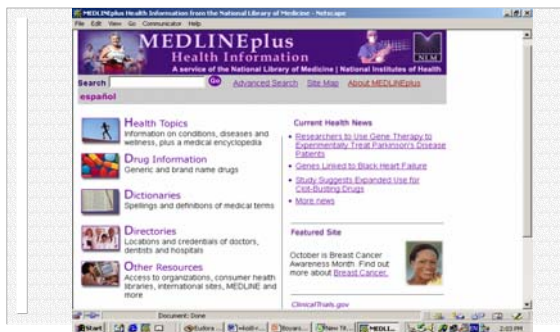 MEDLINEplus Health Information from the National Library of Medicine - Netscape
File Edit View Go Communicator Help
MEDLINEplus
Health Information
A service of the National Library of Medicine | National Institutes of Health
NLM
Search Go Advanced Search Site Map About MEDLINEplus
español
Health Topics
Information on conditions, diseases and
wellness, plus a medical encyclopedia
Drug Information
Generic and brand name drugs
Dictionaries
Spellings and definitions of medical terms
Directories
Locations and credentials of doctors,
dentists and hospitals
Other Resources
Access to organizations, consumer health
libraries, international sites, MEDLINE and
more
Current Health News
Researchers to Use Gene Therapy to
Experimentally Treat Parkinson's Disease
Patients
Genes Linked to Black Heart Failure
Study Suggests Expanded Use for
Clot-Busting Drugs
More news
Featured Site
October is Breast Cancer
Awareness Month. Find out
more about Breast Cancer.
ClinicalTrials.gov
Document: Done
Start Eudora MEDLI... 2:03 PM